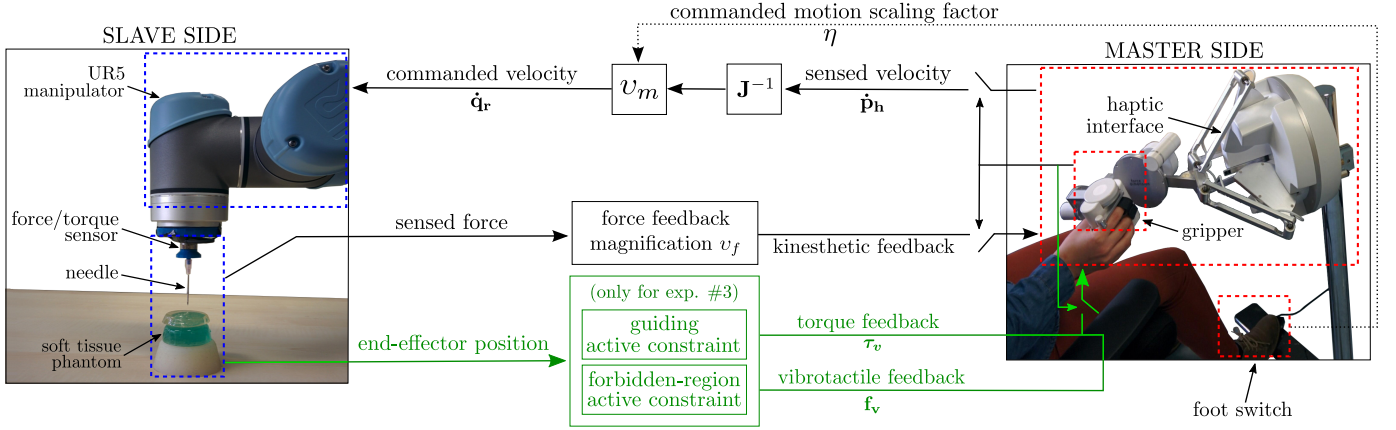 commanded motion scaling factor
η
SLAVE SIDE
MASTER SIDE
UR5
manipulator
commanded velocity
q̇ᵣ
υₘ
J⁻¹
sensed velocity
ṗₕ
haptic
interface
force/torque
sensor
sensed force
force feedback
magnification υ_f
kinesthetic feedback
gripper
needle
(only for exp. #3)
guiding
active constraint
torque feedback
τᵥ
soft tissue
phantom
end-effector position
forbidden-region
active constraint
vibrotactile feedback
fᵥ
foot switch